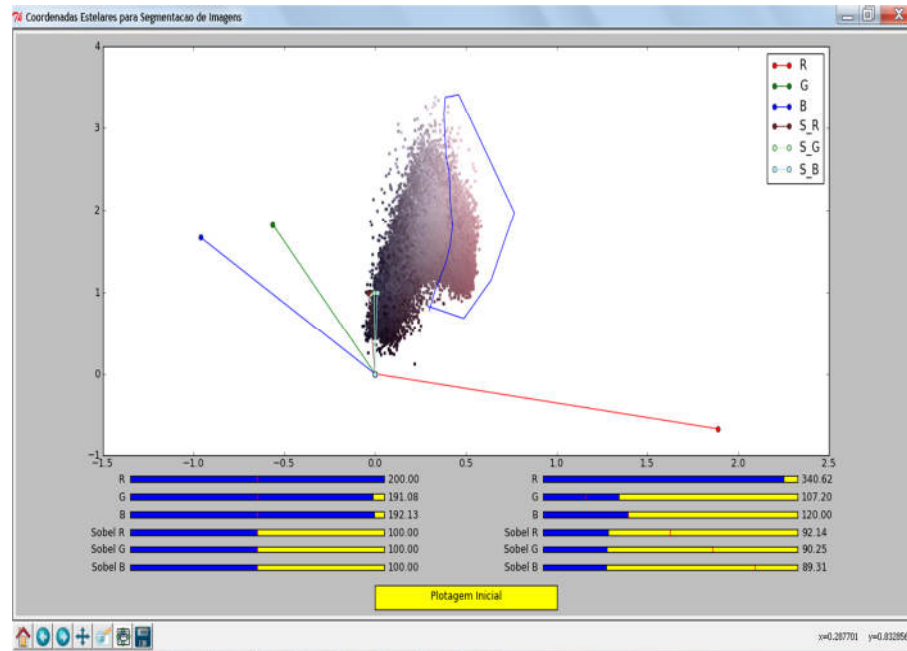 Coordenadas Estelares para Segmentacao de Imagens
R
G
B
S_R
S_G
S_B
4
3
2
1
0
−1
−1.5
−1.0
−0.5
0.0
0.5
1.0
1.5
2.0
2.5
R 200.00
G 191.08
B 192.13
Sobel R 100.00
Sobel G 100.00
Sobel B 100.00
R 340.62
G 107.20
B 120.00
Sobel R 92.14
Sobel G 90.25
Sobel B 89.31
Plotagem Inicial
x=0.287701 y=0.832856